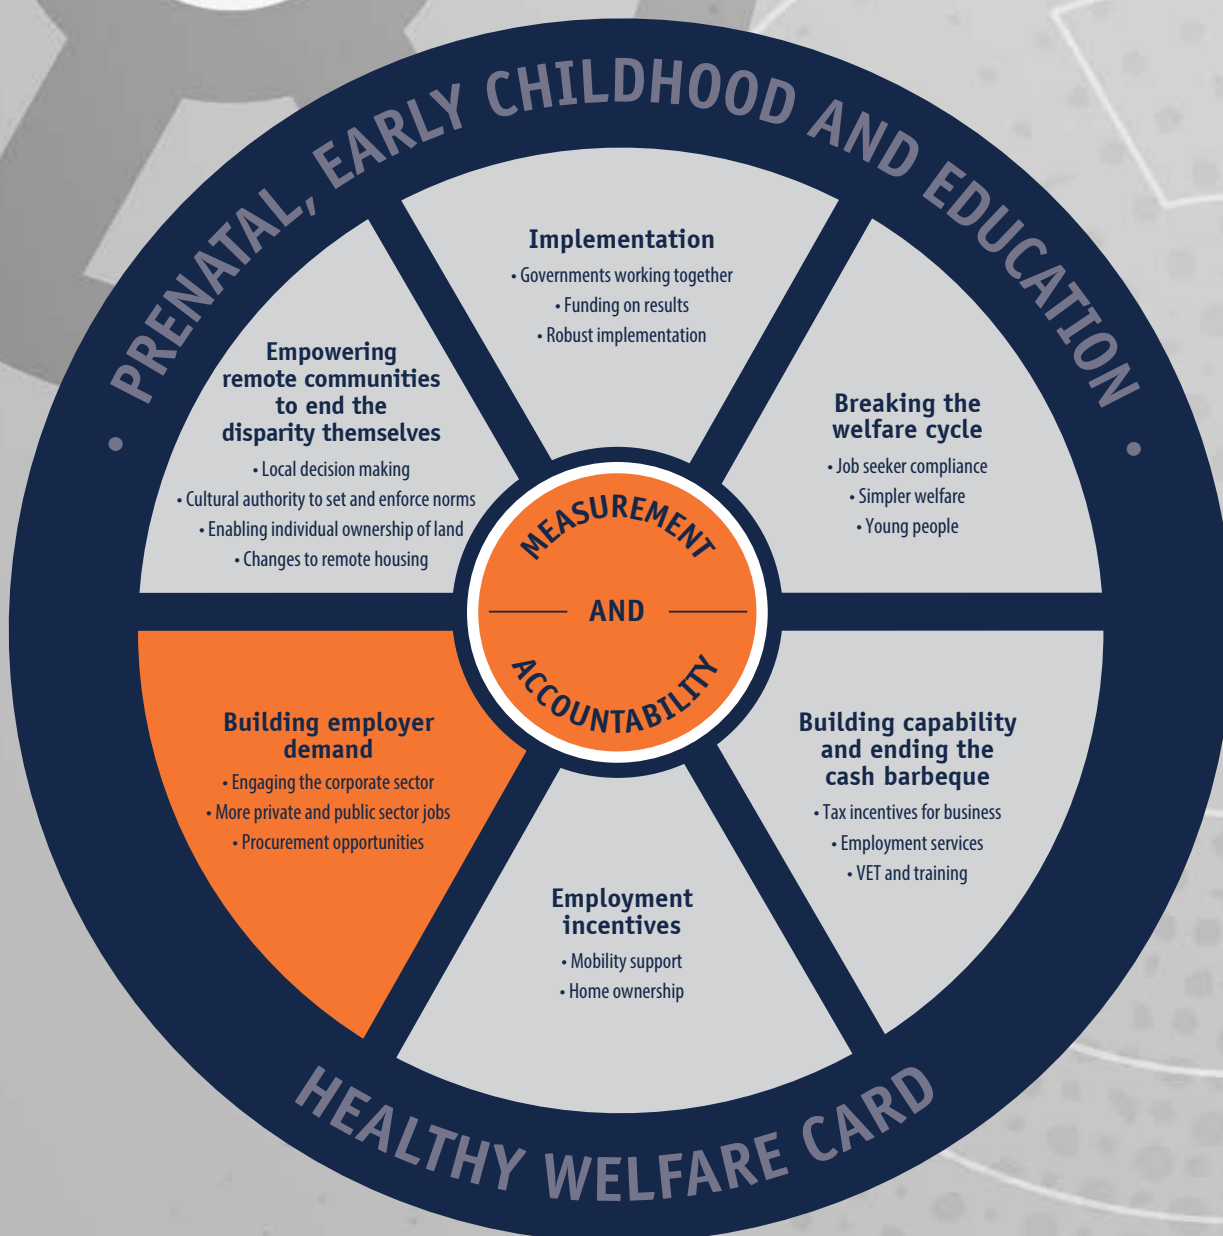 PRENATAL, EARLY CHILDHOOD AND EDUCATION
Implementation
• Governments working together
• Funding on results
• Robust implementation
Empowering
remote communities
to end the
disparity themselves
• Local decision making
• Cultural authority to set and enforce norms
• Enabling individual ownership of land
• Changes to remote housing
Breaking the
welfare cycle
• Job seeker compliance
• Simpler welfare
• Young people
MEASUREMENT
AND
ACCOUNTABILITY
Building employer
demand
• Engaging the corporate sector
• More private and public sector jobs
• Procurement opportunities
Building capability
and ending the
cash barbeque
• Tax incentives for business
• Employment services
• VET and training
Employment
incentives
• Mobility support
• Home ownership
HEALTHY WELFARE CARD